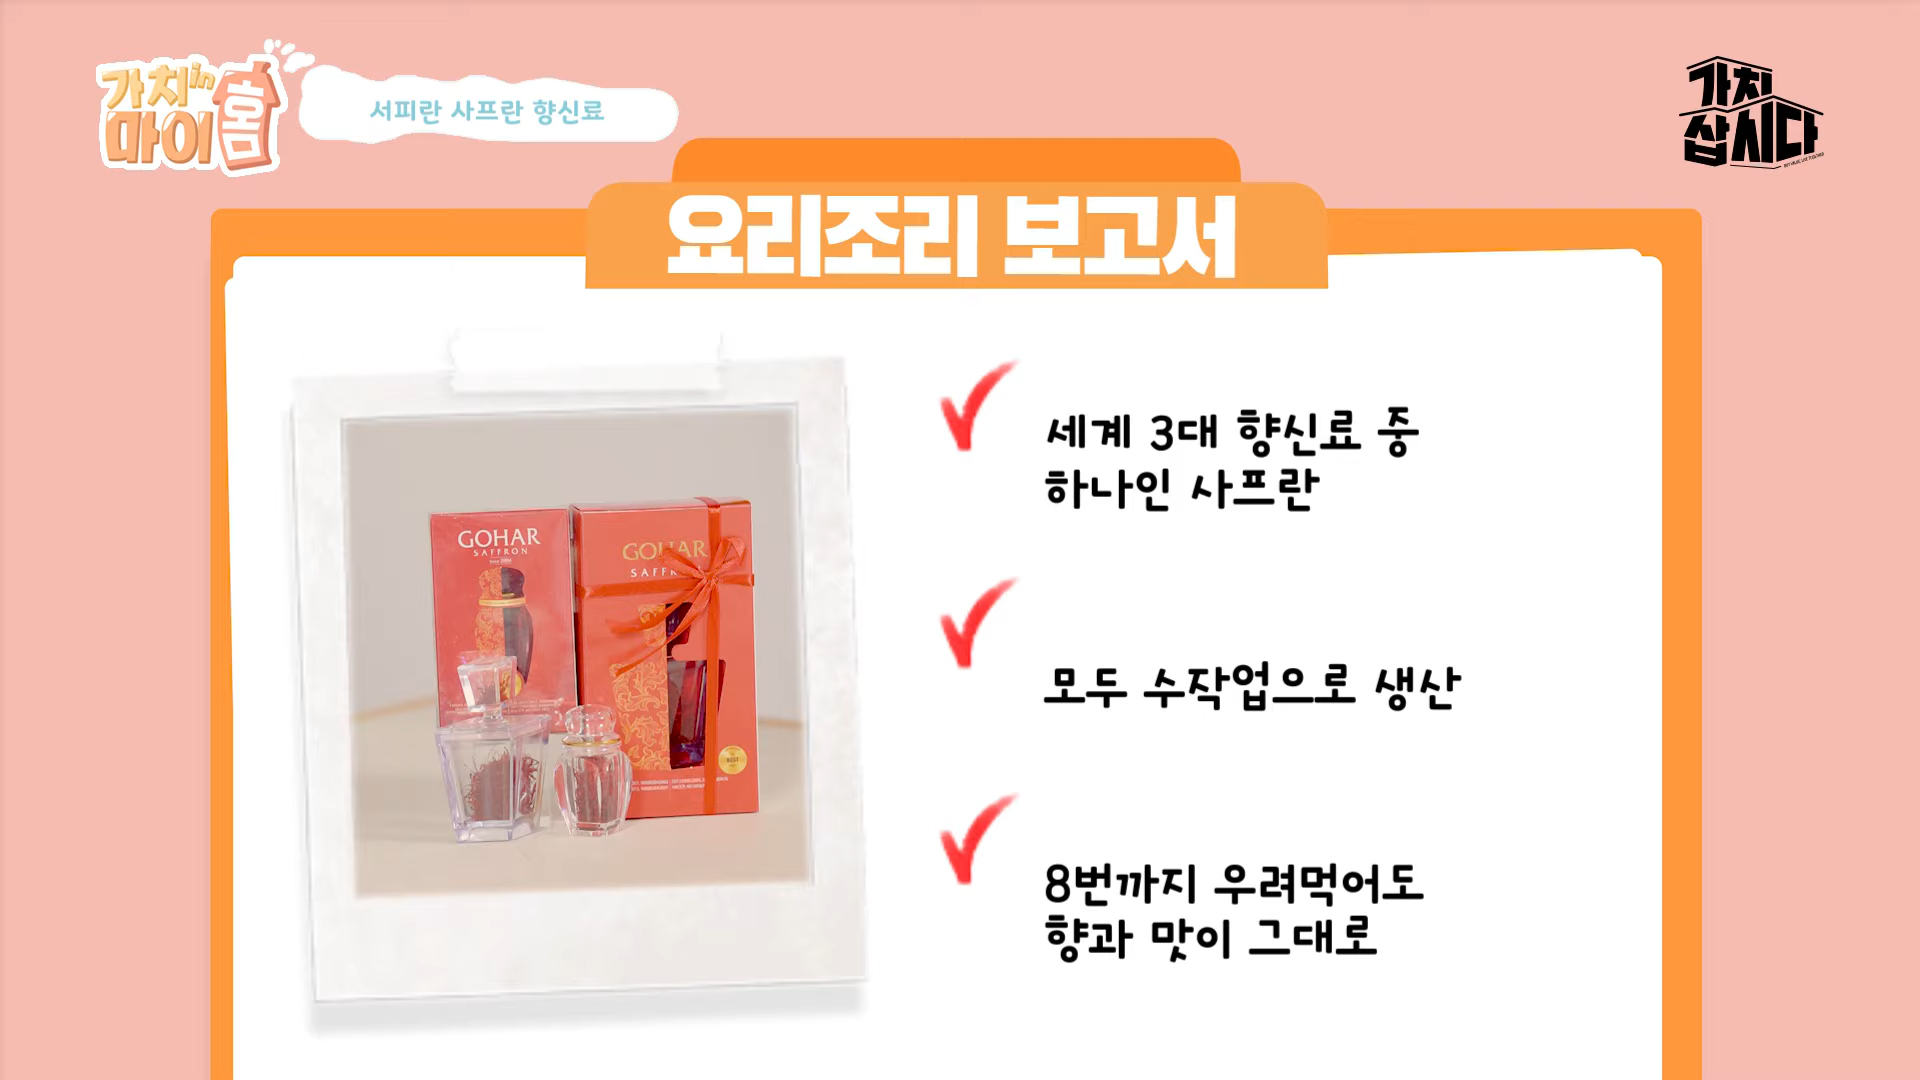 가치in
마이홈
서피란 사프란 향신료
가치
삽시다
요리조리 보고서
GOHAR
SAFFRON
GOHAR
세계 3대 향신료 중
하나인 사프란
모두 수작업으로 생산
8번까지 우려먹어도
향과 맛이 그대로
BEST